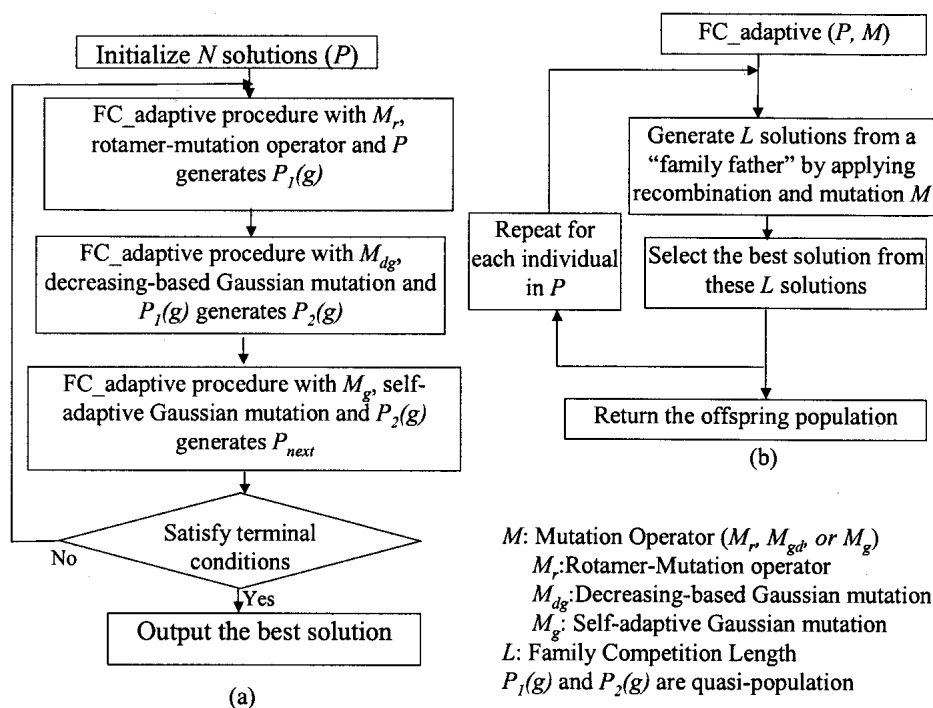 Initialize N solutions (P)
FC_adaptive procedure with Mr,
rotamer-mutation operator and P
generates P1(g)
FC_adaptive procedure with Mdg,
decreasing-based Gaussian mutation and
P1(g) generates P2(g)
FC_adaptive procedure with Mg, self-
adaptive Gaussian mutation and P2(g)
generates Pnext
Satisfy terminal
conditions
No
Yes
Output the best solution
(a)
FC_adaptive (P, M)
Generate L solutions from a
“family father” by applying
recombination and mutation M
Repeat for
each individual
in P
Select the best solution from
these L solutions
Return the offspring population
(b)
M: Mutation Operator (Mr, Mgd, or Mg)
Mr:Rotamer-Mutation operator
Mdg:Decreasing-based Gaussian mutation
Mg: Self-adaptive Gaussian mutation
L: Family Competition Length
P1(g) and P2(g) are quasi-population